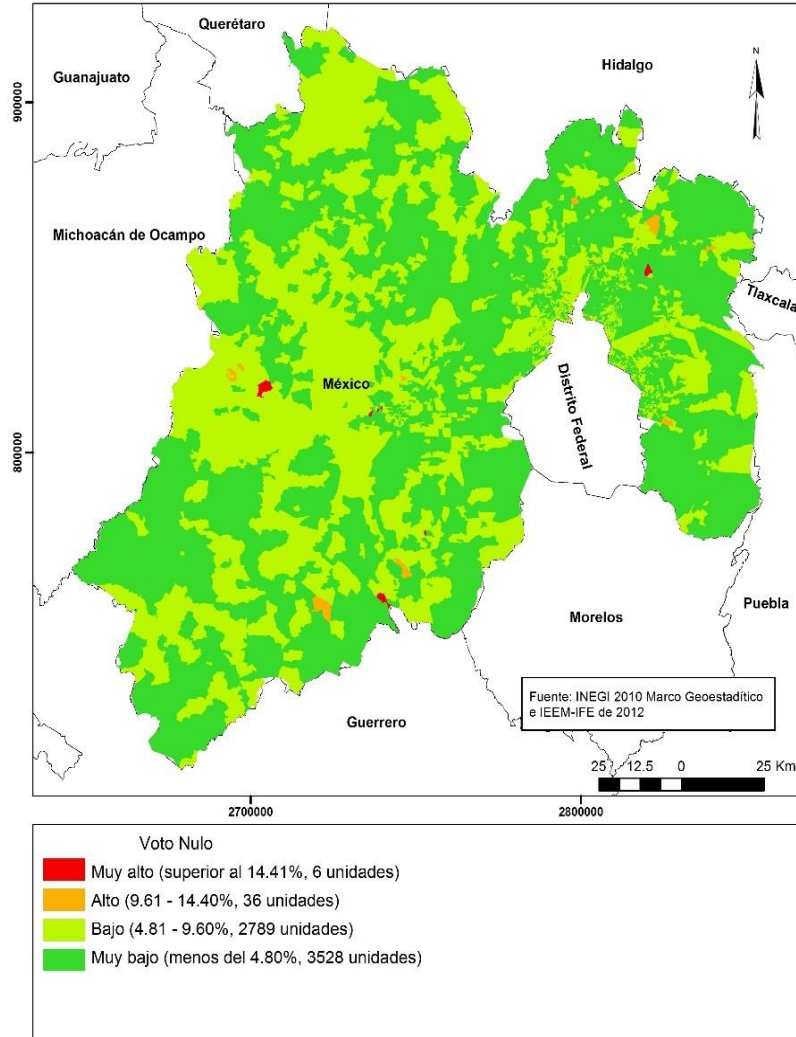 Querétaro
Guanajuato
Hidalgo
N
900000
Michoacán de Ocampo
Tlaxcala
México
Distrito Federal
800000
Morelos
Puebla
Fuente: INEGI 2010 Marco Geoestadítico
e IEEM-IFE de 2012
Guerrero
25 12.5 0 25 Km
2700000 2800000
Voto Nulo
Muy alto (superior al 14.41%, 6 unidades)
Alto (9.61 - 14.40%, 36 unidades)
Bajo (4.81 - 9.60%, 2789 unidades)
Muy bajo (menos del 4.80%, 3528 unidades)